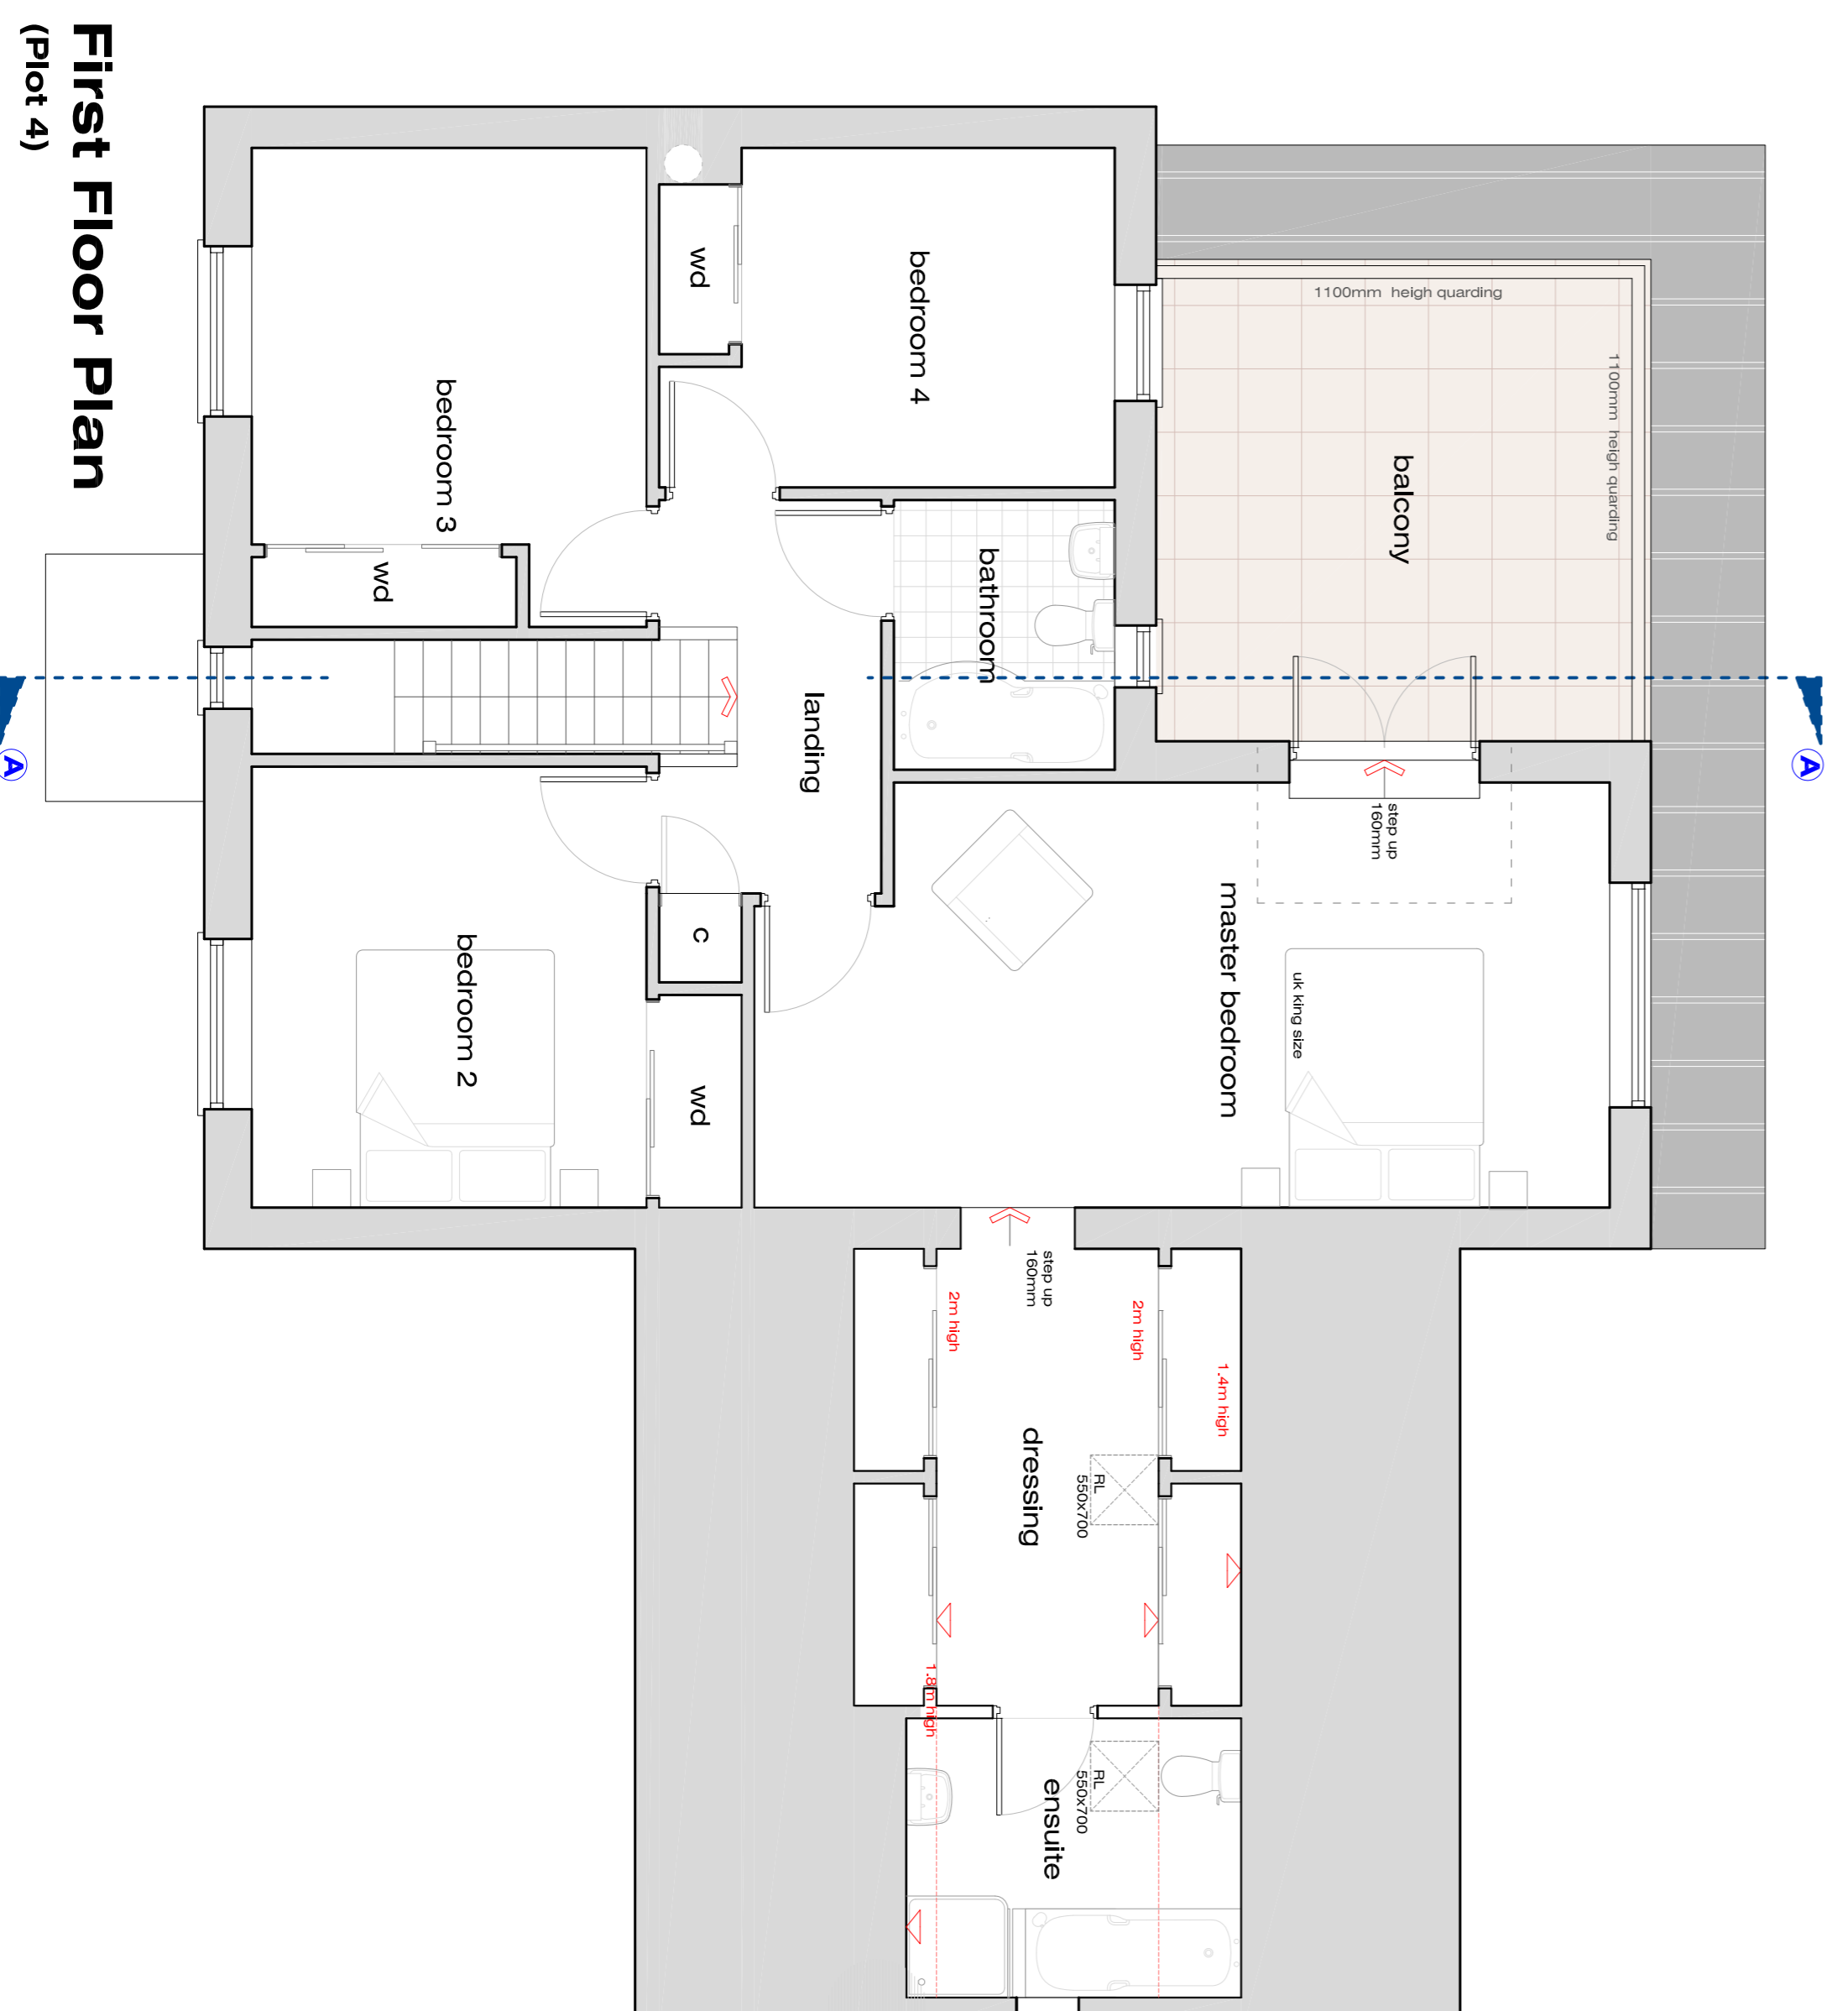 First Floor Plan
(Plot 4)
A
A
1100mm heigh quarding
1100mm heigh quarding
balcony
bedroom 4
wd
bedroom 3
wd
bathroom
landing
step up
160mm
master bedroom
uk king size
c
bedroom 2
wd
step up
160mm
2m high
2m high
1.4m high
dressing
RL
550x700
1.8m high
RL
550x700
ensuite